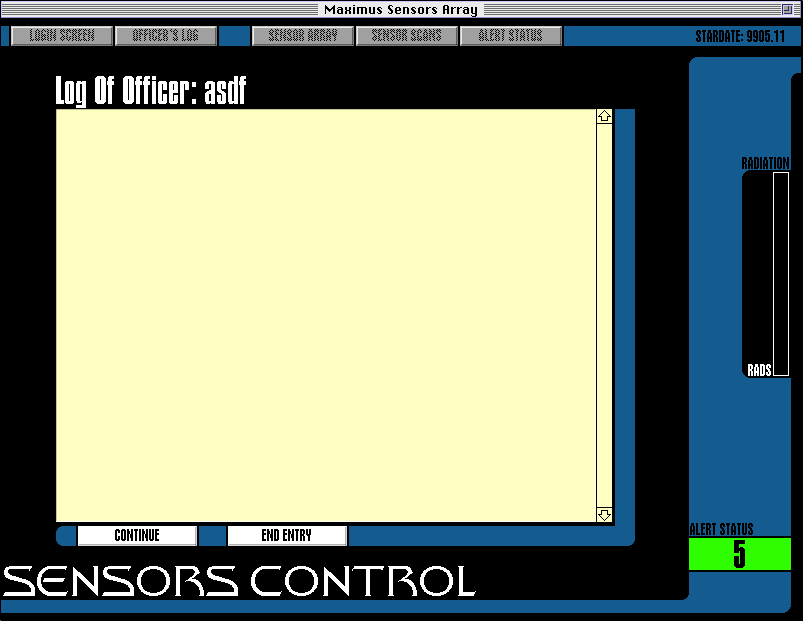 Maximus Sensors Array
LOGIN SCREEN OFFICER'S LOG SENSOR ARRAY SENSOR SCANS ALERT STATUS STARDATE: 9905.11
Log Of Officer: asdf
RADIATION
RADS
ALERT STATUS
5
CONTINUE END ENTRY
SENSORS CONTROL